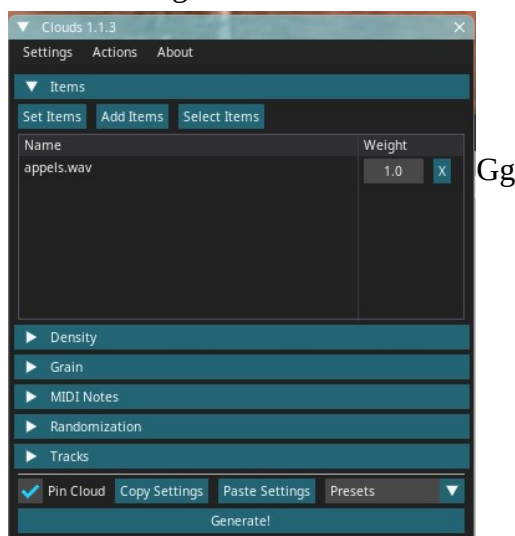 Clouds 1.1.3
Settings Actions About
Items
Set Items Add Items Select Items
Name Weight
appels.wav 1.0 X
Gg
Density
Grain
MIDI Notes
Randomization
Tracks
Pin Cloud Copy Settings Paste Settings Presets
Generate!